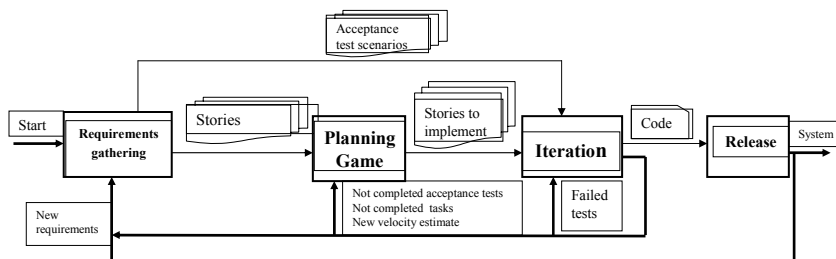 Acceptance
test scenarios
Start
Requirements
gathering
Stories
Planning
Game
Stories to
implement
Iteration
Code
Release
System
New
requirements
Not completed acceptance tests
Not completed tasks
New velocity estimate
Failed
tests